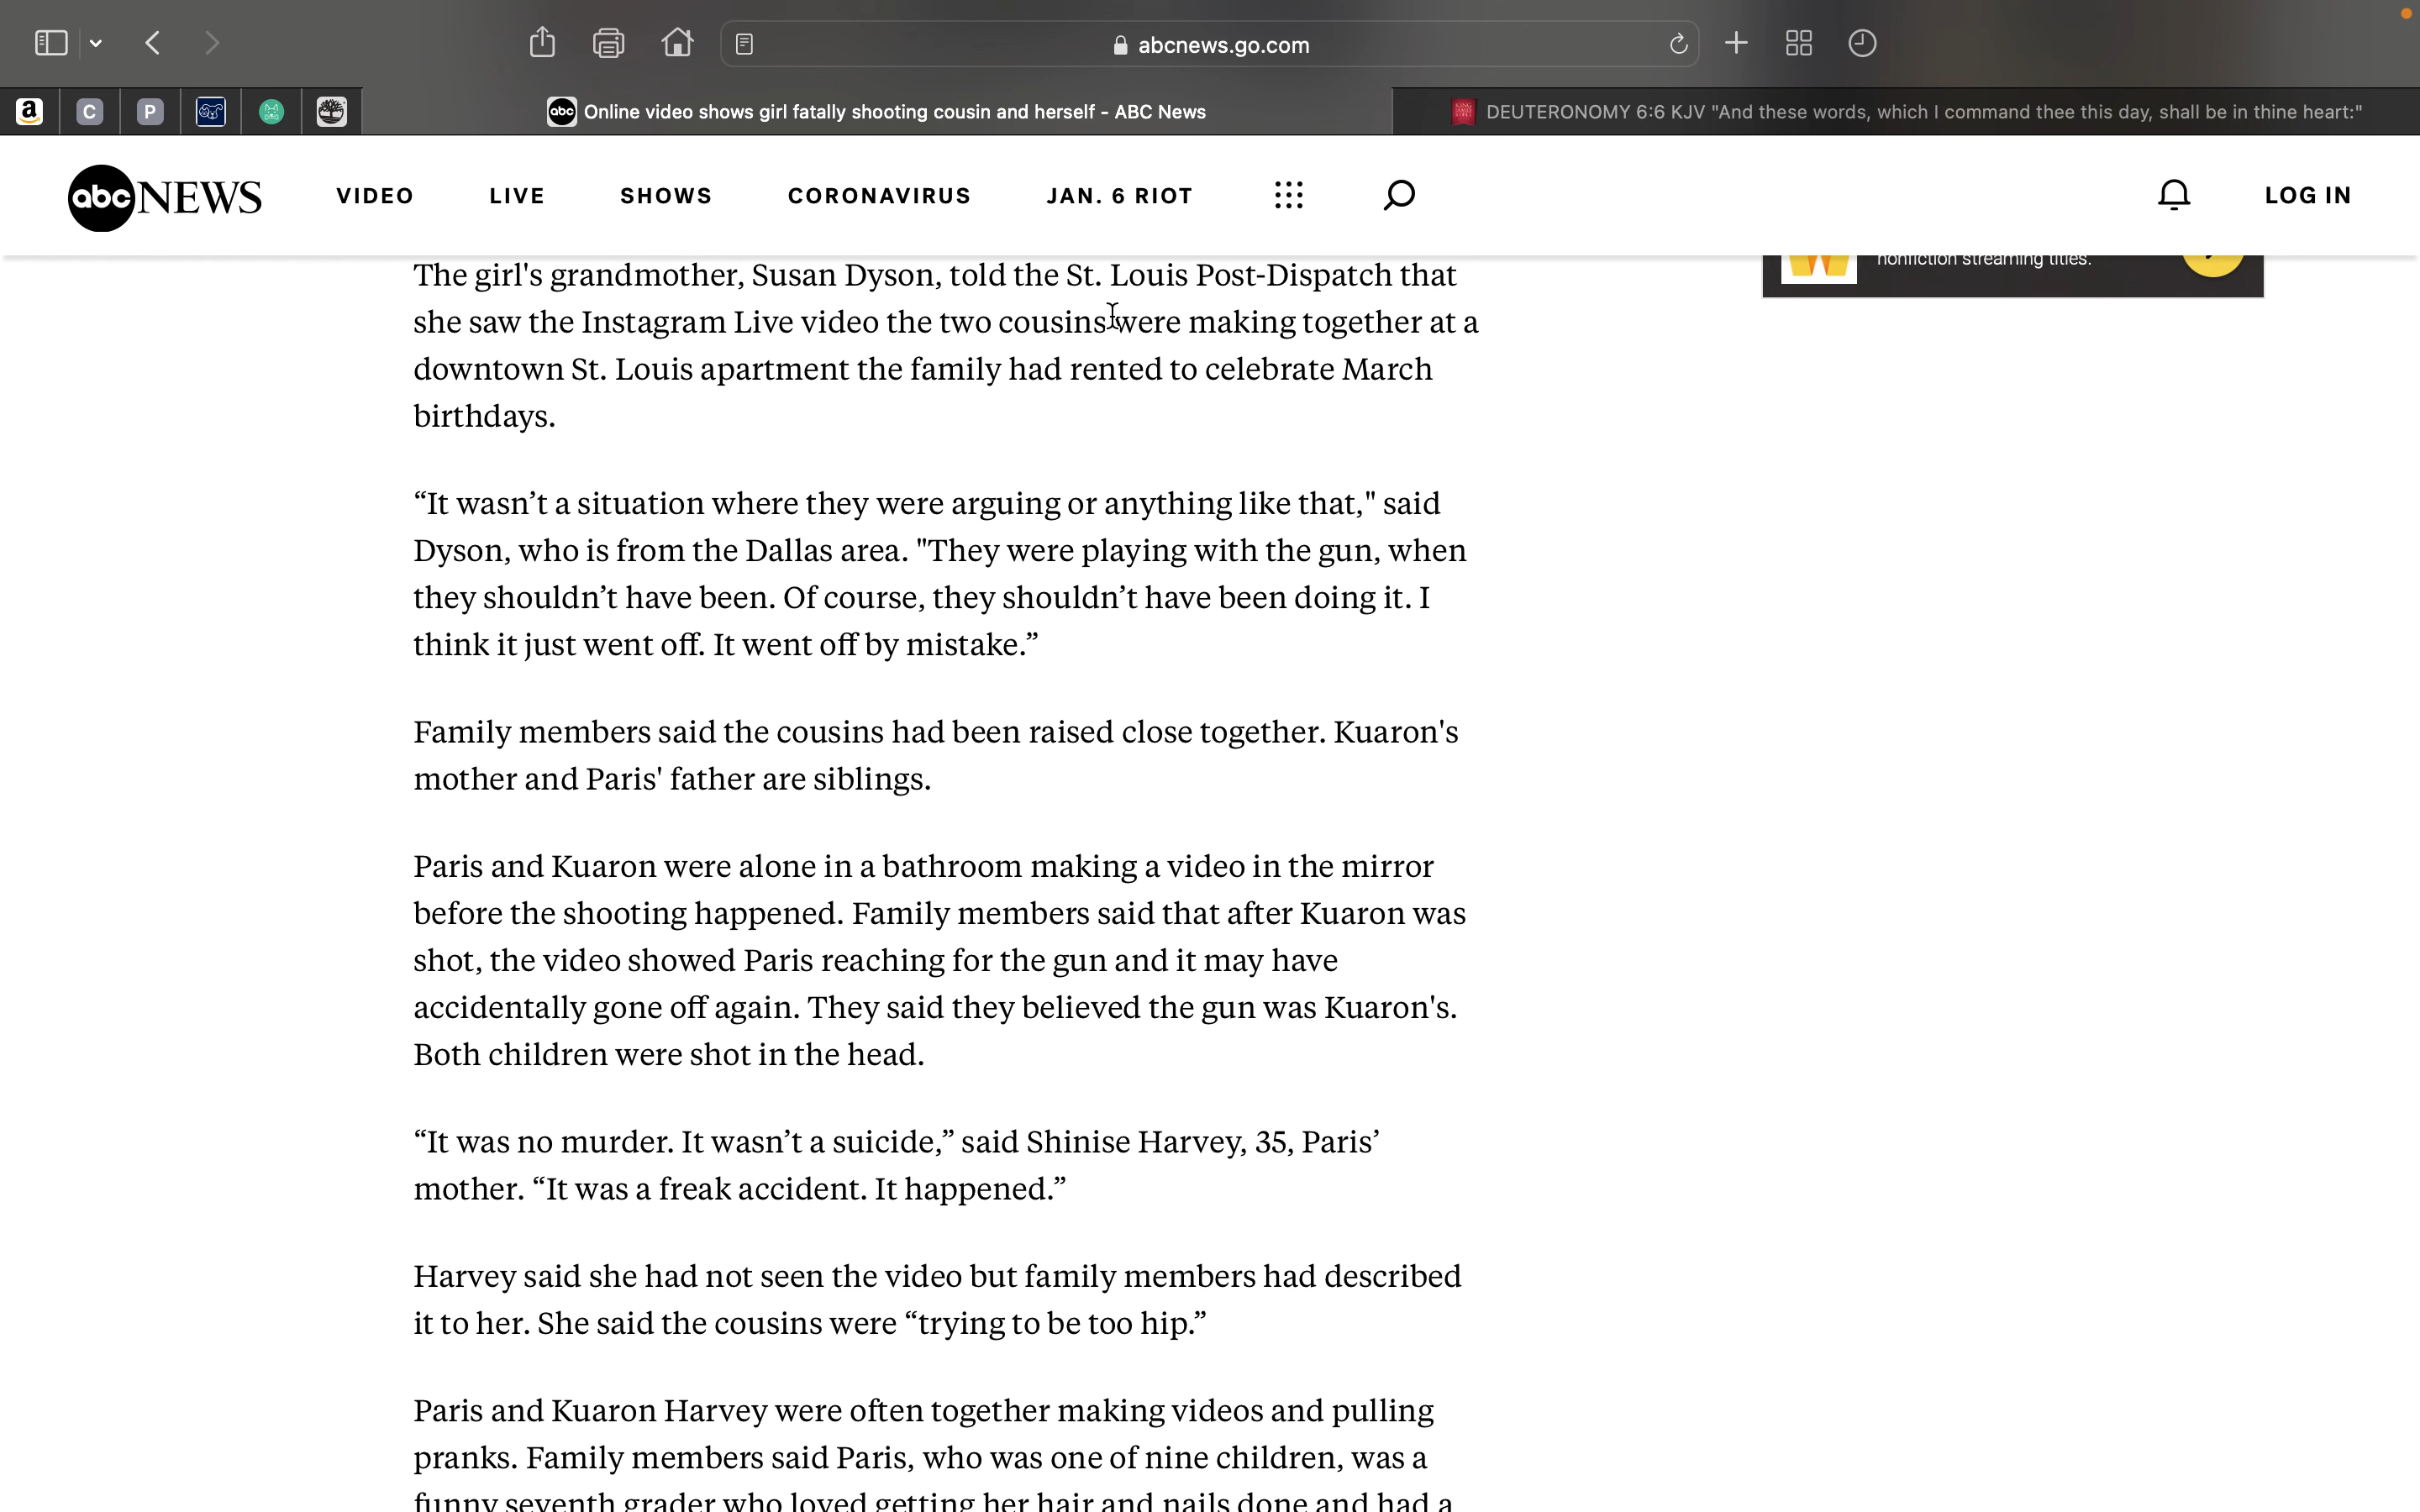 abcnews.go.com
a
C
P
abc Online video shows girl fatally shooting cousin and herself - ABC News
DEUTERONOMY 6:6 KJV "And these words, which I command thee this day, shall be in thine heart:"
abc NEWS VIDEO LIVE SHOWS CORONAVIRUS JAN. 6 RIOT LOG IN
nonfiction streaming titles.
The girl's grandmother, Susan Dyson, told the St. Louis Post-Dispatch that
she saw the Instagram Live video the two cousins were making together at a
downtown St. Louis apartment the family had rented to celebrate March
birthdays.
“It wasn’t a situation where they were arguing or anything like that," said
Dyson, who is from the Dallas area. "They were playing with the gun, when
they shouldn’t have been. Of course, they shouldn’t have been doing it. I
think it just went off. It went off by mistake.”
Family members said the cousins had been raised close together. Kuaron's
mother and Paris' father are siblings.
Paris and Kuaron were alone in a bathroom making a video in the mirror
before the shooting happened. Family members said that after Kuaron was
shot, the video showed Paris reaching for the gun and it may have
accidentally gone off again. They said they believed the gun was Kuaron's.
Both children were shot in the head.
“It was no murder. It wasn’t a suicide,” said Shinise Harvey, 35, Paris’
mother. “It was a freak accident. It happened.”
Harvey said she had not seen the video but family members had described
it to her. She said the cousins were “trying to be too hip.”
Paris and Kuaron Harvey were often together making videos and pulling
pranks. Family members said Paris, who was one of nine children, was a
funny seventh grader who loved getting her hair and nails done and had a